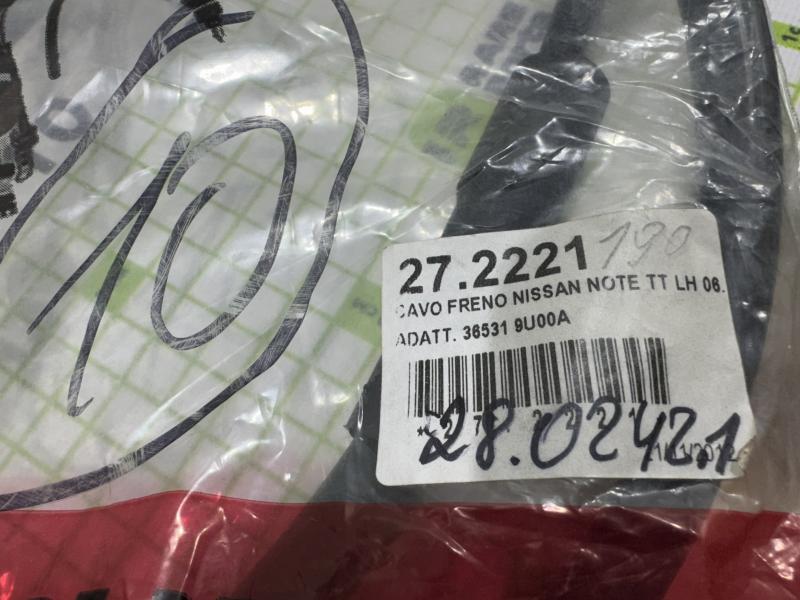 10
27.2221 190
CAVO FRENO NISSAN NOTE TT LH 06.
ADATT. 36531 9U00A
28.0242.1